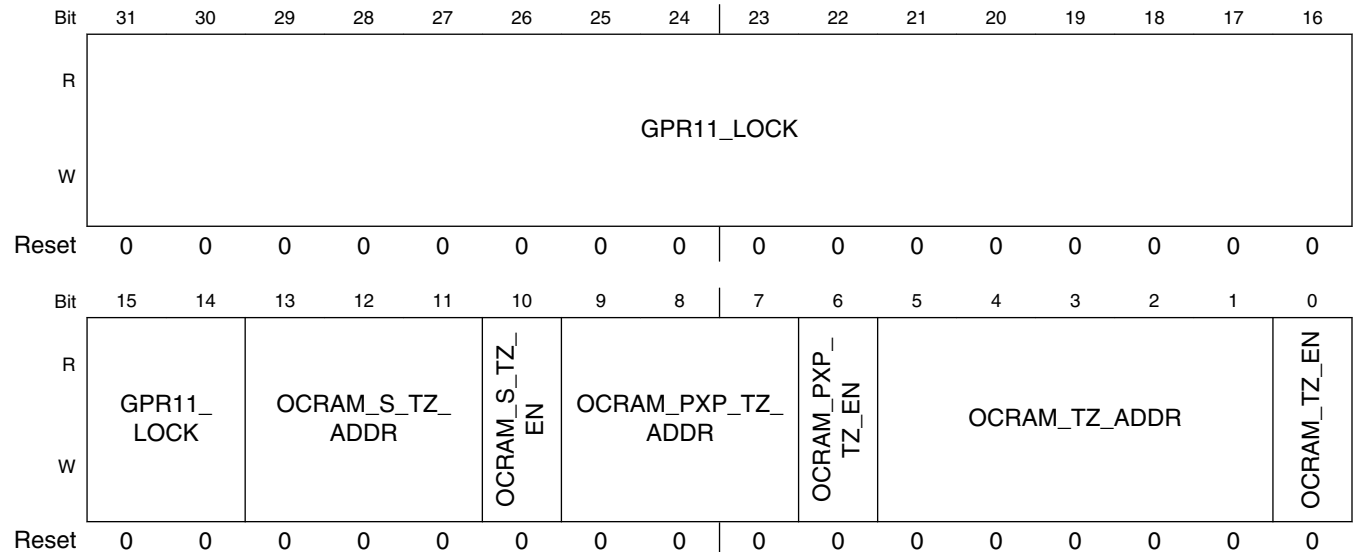 Bit 31 30 29 28 27 26 25 24 23 22 21 20 19 18 17 16
R
GPR11_LOCK
W
Reset 0 0 0 0 0 0 0 0 0 0 0 0 0 0 0 0
Bit 15 14 13 12 11 10 9 8 7 6 5 4 3 2 1 0
R
GPR11_
LOCK
OCRAM_S_TZ_
ADDR
OCRAM_S_TZ_
EN
OCRAM_PXP_TZ_
ADDR
OCRAM_PXP_
TZ_EN
OCRAM_TZ_ADDR
OCRAM_TZ_EN
W
Reset 0 0 0 0 0 0 0 0 0 0 0 0 0 0 0 0